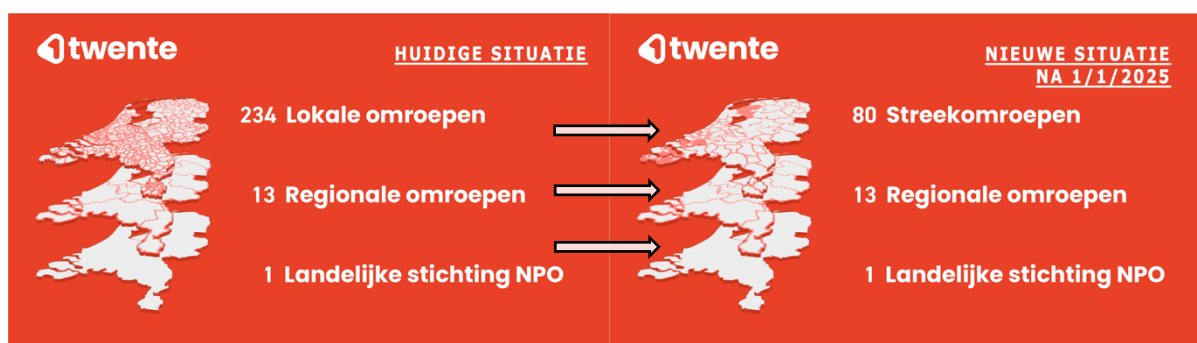 1twente
HUIDIGE SITUATIE
234 Lokale omroepen
13 Regionale omroepen
1 Landelijke stichting NPO
1twente
NIEUWE SITUATIE
NA 1/1/2025
80 Streekomroepen
13 Regionale omroepen
1 Landelijke stichting NPO